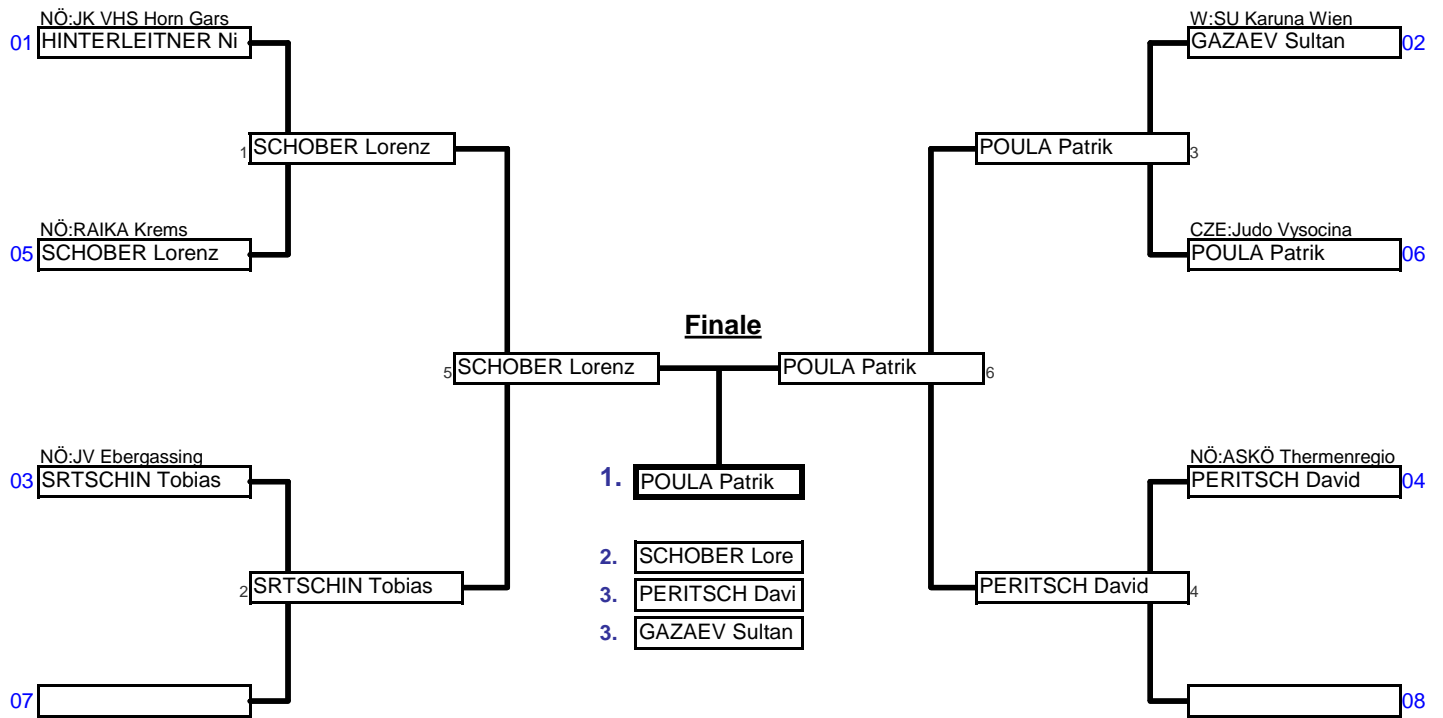 NÖ:JK VHS Horn Gars
01 HINTERLEITNER Ni
W:SU Karuna Wien
GAZAEV Sultan 02
1 SCHOBER Lorenz
POULA Patrik 3
NÖ:RAIKA Krems
05 SCHOBER Lorenz
CZE:Judo Vysocina
POULA Patrik 06
Finale
5 SCHOBER Lorenz
POULA Patrik 6
NÖ:JV Ebergassing
03 SRTSCHIN Tobias
1. POULA Patrik
NÖ:ASKÖ Thermenregio
PERITSCH David 04
2. SCHOBER Lore
3. PERITSCH Davi
3. GAZAEV Sultan
2 SRTSCHIN Tobias
PERITSCH David 4
07
08